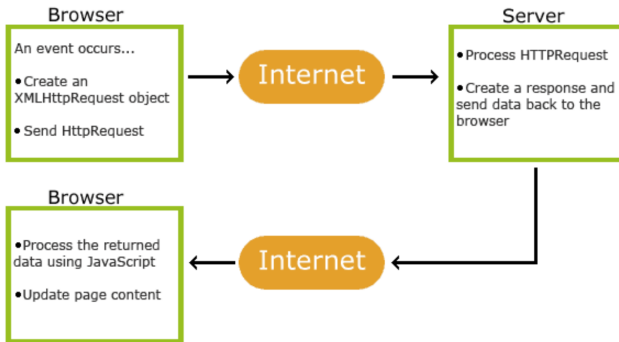 Browser
An event occurs...
•Create an
XMLHttpRequest object
•Send HttpRequest
Internet
Server
•Process HTTPRequest
•Create a response and
send data back to the
browser
Browser
•Process the returned
data using JavaScript
•Update page content
Internet